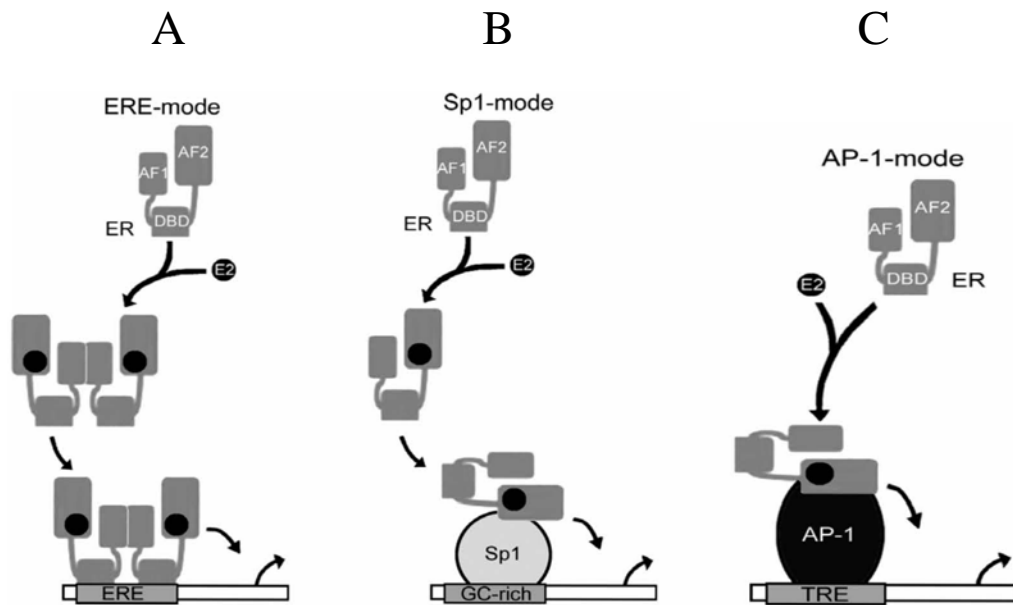 A
B
C
ERE-mode
AF1
AF2
DBD
ER
E2
ERE
Sp1-mode
AF1
AF2
DBD
ER
E2
Sp1
GC-rich
AP-1-mode
AF1
AF2
DBD
ER
E2
AP-1
TRE